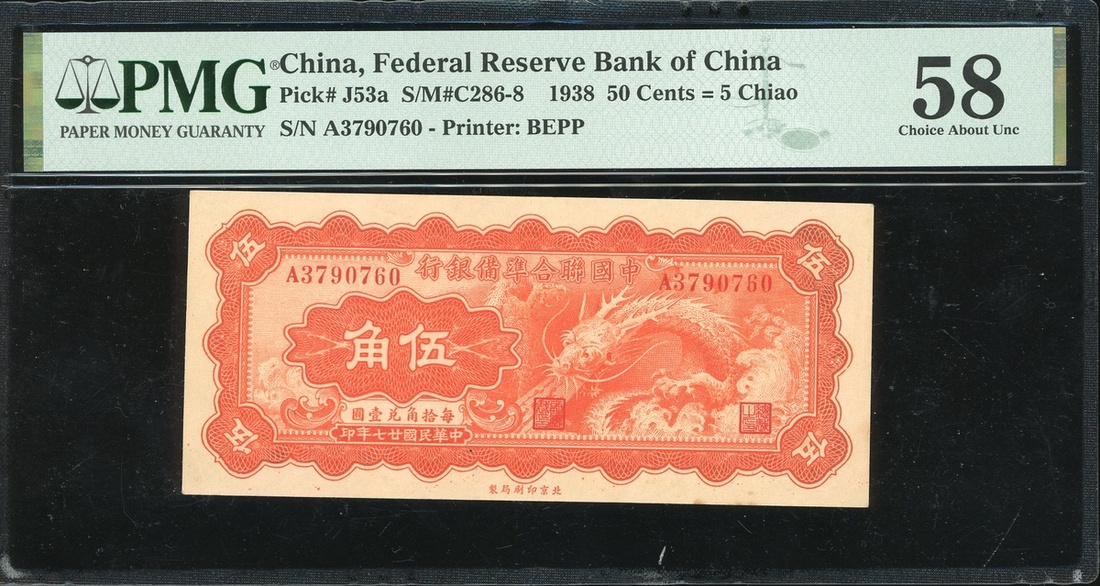 PMG®
PAPER MONEY GUARANTY
China, Federal Reserve Bank of China
Pick# J53a S/M#C286-8 1938 50 Cents = 5 Chiao
S/N A3790760 - Printer: BEPP
58
Choice About Unc
伍
伍
行銀備準合聯國中
A3790760
A3790760
角伍
圓壹兌角拾每
印年七廿國民華中
伍
伍
製局刷印京北